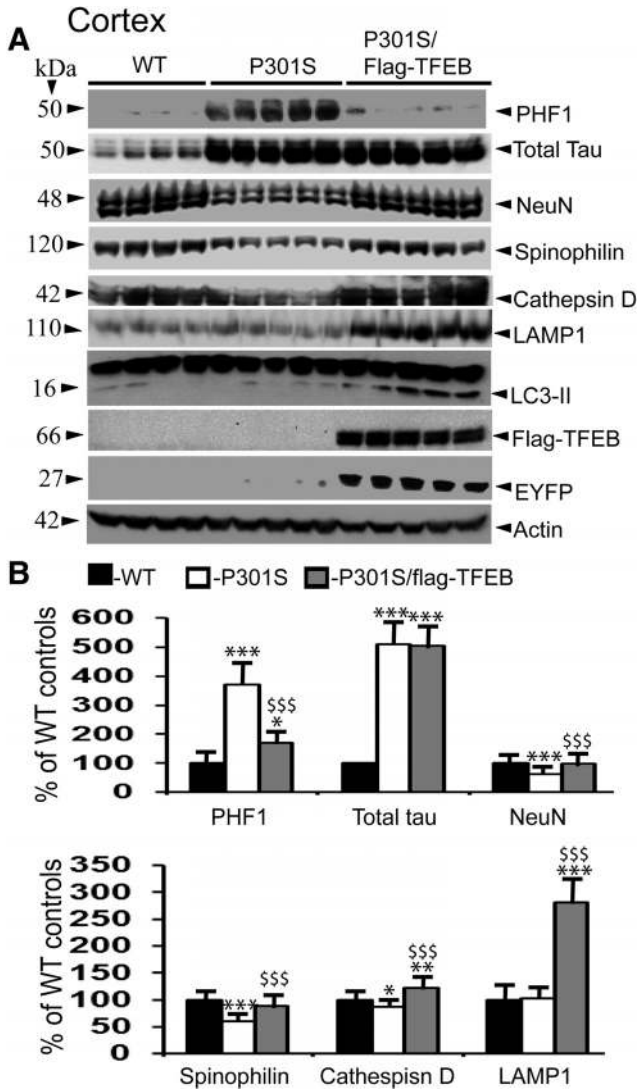 Cortex
A
kDa
WT P301S P301S/
Flag-TFEB
50 PHF1
50 Total Tau
48 NeuN
120 Spinophilin
42 Cathepsin D
110 LAMP1
16 LC3-II
66 Flag-TFEB
27 EYFP
42 Actin
B -WT -P301S -P301S/flag-TFEB
% of WT controls
600
500
400
300
200
100
0
***
$$$
*
*** ***
*** $$$
PHF1 Total tau NeuN
% of WT controls
350
300
250
200
150
100
50
0
*** $$$
*
$$$
**
$$$
***
Spinophilin Cathespin D LAMP1